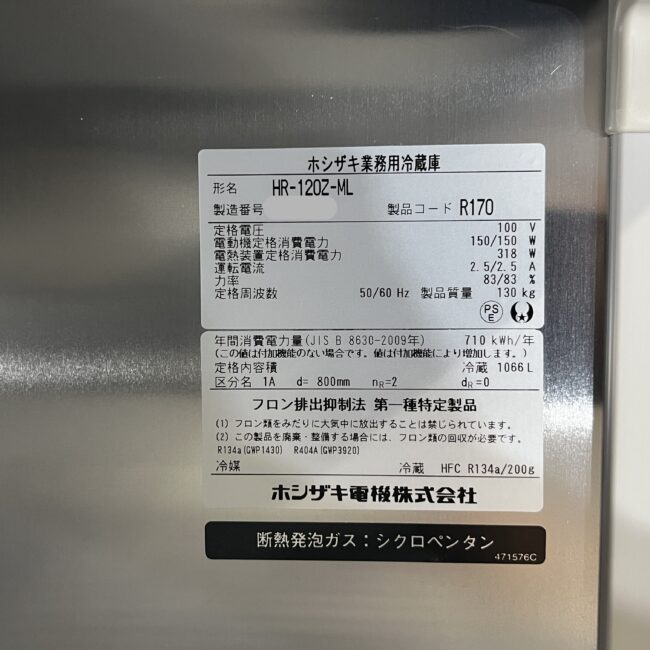 ホシザキ業務用冷蔵庫
形名 HR-120Z-ML
製造番号 製品コード R170
定格電圧 100 V
電動機定格消費電力 150/150 W
電熱装置定格消費電力 318 W
運転電流 2.5/2.5 A
力率 83/83 %
定格周波数 50/60 Hz 製品質量 130 kg
PS E
年間消費電力量(JIS B 8630-2009年) 710 kWh/年
(この値は付加機能のない場合です。値は付加機能により増加します。)
定格内容積 冷蔵 1066 L
区分名 1A d= 800mm nR=2 dR=0
フロン排出抑制法 第一種特定製品
(1) フロン類をみだりに大気中に放出することは禁じられています。
(2) この製品を廃棄・整備する場合には、フロン類の回収が必要です。
R134a(GWP1430) R404A(GWP3920)
冷媒 冷蔵 HFC R134a/200g
ホシザキ電機株式会社
断熱発泡ガス：シクロペンタン
471576C